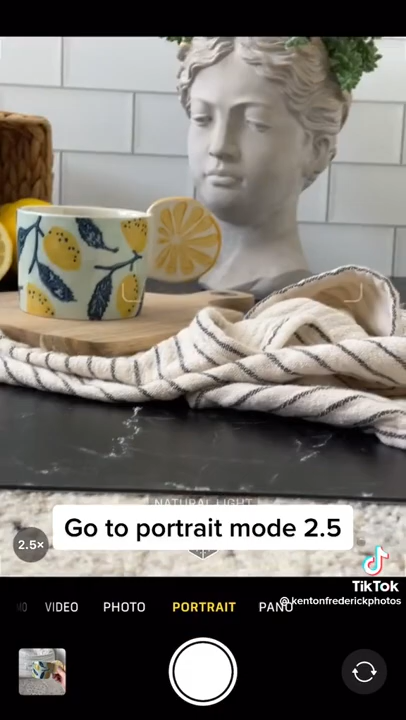 NATURAL LIGHT
Go to portrait mode 2.5
2.5×
TikTok
@kentonfrederickphotos
VIDEO PHOTO PORTRAIT PANO